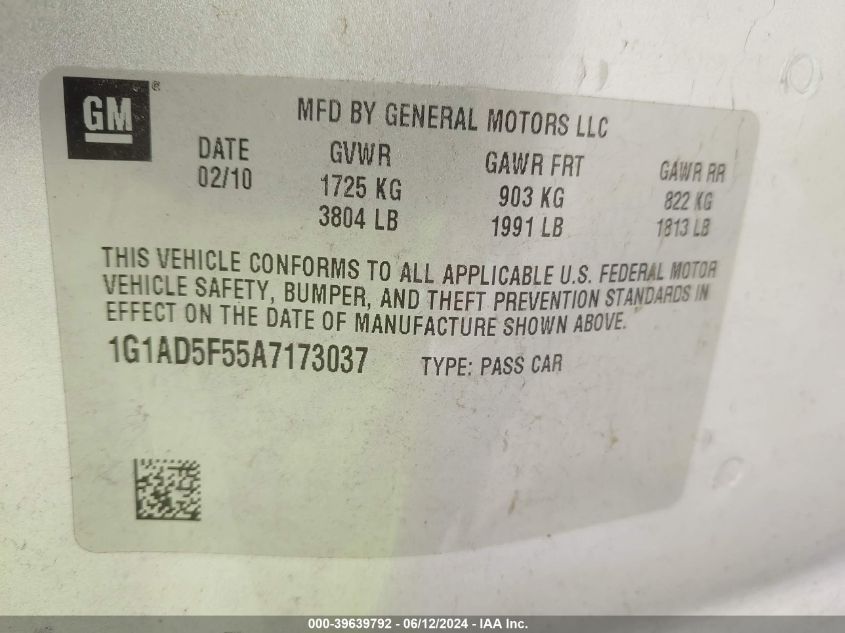 GM®
MFD BY GENERAL MOTORS LLC
DATE GVWR GAWR FRT GAWR RR
02/10 1725 KG 903 KG 822 KG
3804 LB 1991 LB 1813 LB
THIS VEHICLE CONFORMS TO ALL APPLICABLE U.S. FEDERAL MOTOR
VEHICLE SAFETY, BUMPER, AND THEFT PREVENTION STANDARDS IN
EFFECT ON THE DATE OF MANUFACTURE SHOWN ABOVE.
1G1AD5F55A7173037 TYPE: PASS CAR
000-39639792 - 06/12/2024 - IAA Inc.